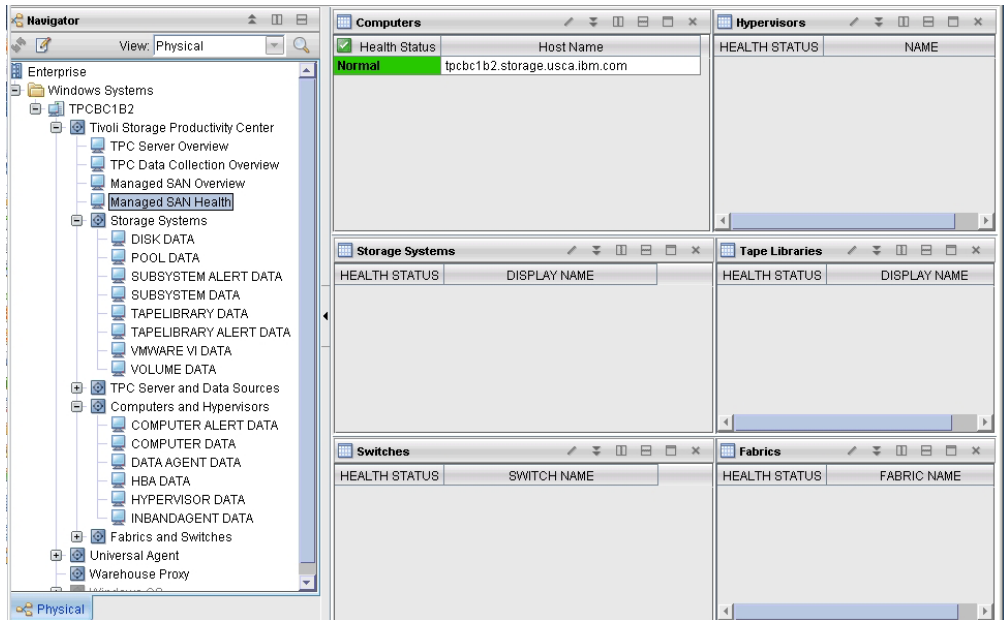 Navigator
View: Physical
Enterprise
Windows Systems
TPCBC1B2
Tivoli Storage Productivity Center
TPC Server Overview
TPC Data Collection Overview
Managed SAN Overview
Managed SAN Health
Storage Systems
DISK DATA
POOL DATA
SUBSYSTEM ALERT DATA
SUBSYSTEM DATA
TAPELIBRARY DATA
TAPELIBRARY ALERT DATA
VMWARE VI DATA
VOLUME DATA
TPC Server and Data Sources
Computers and Hypervisors
COMPUTER ALERT DATA
COMPUTER DATA
DATA AGENT DATA
HBA DATA
HYPERVISOR DATA
INBANDAGENT DATA
Fabrics and Switches
Universal Agent
Warehouse Proxy
Physical
Computers
Health Status Host Name
Normal tpcbc1b2.storage.usca.ibm.com
Hypervisors
HEALTH STATUS NAME
Storage Systems
HEALTH STATUS DISPLAY NAME
Tape Libraries
HEALTH STATUS DISPLAY NAME
Switches
HEALTH STATUS SWITCH NAME
Fabrics
HEALTH STATUS FABRIC NAME